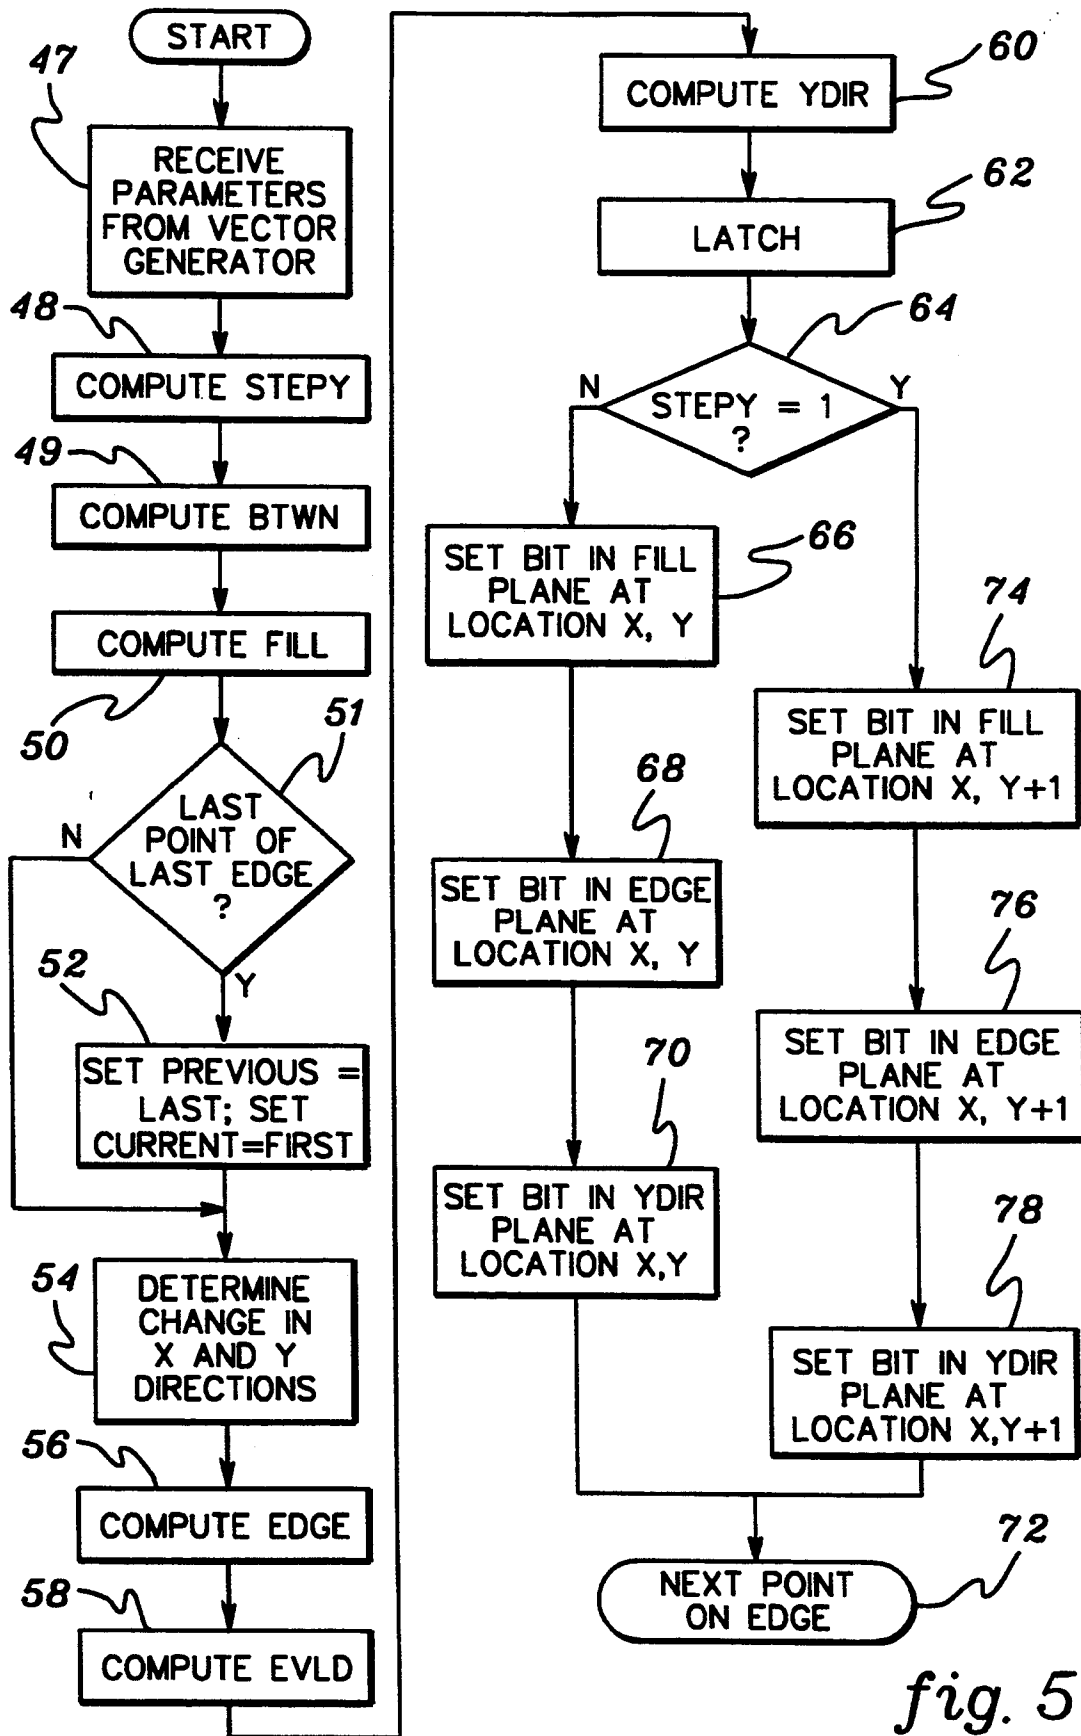 START
47
RECEIVE
PARAMETERS
FROM VECTOR
GENERATOR
48
COMPUTE STEPY
49
COMPUTE BTWN
COMPUTE FILL
50
51
LAST
POINT OF
LAST EDGE
?
N
Y
52
SET PREVIOUS =
LAST; SET
CURRENT=FIRST
54
DETERMINE
CHANGE IN
X AND Y
DIRECTIONS
56
COMPUTE EDGE
58
COMPUTE EVLD
60
COMPUTE YDIR
62
LATCH
64
N
Y
STEPY = 1
?
66
SET BIT IN FILL
PLANE AT
LOCATION X, Y
68
SET BIT IN EDGE
PLANE AT
LOCATION X, Y
70
SET BIT IN YDIR
PLANE AT
LOCATION X,Y
74
SET BIT IN FILL
PLANE AT
LOCATION X, Y+1
76
SET BIT IN EDGE
PLANE AT
LOCATION X, Y+1
78
SET BIT IN YDIR
PLANE AT
LOCATION X,Y+1
72
NEXT POINT
ON EDGE
fig. 5